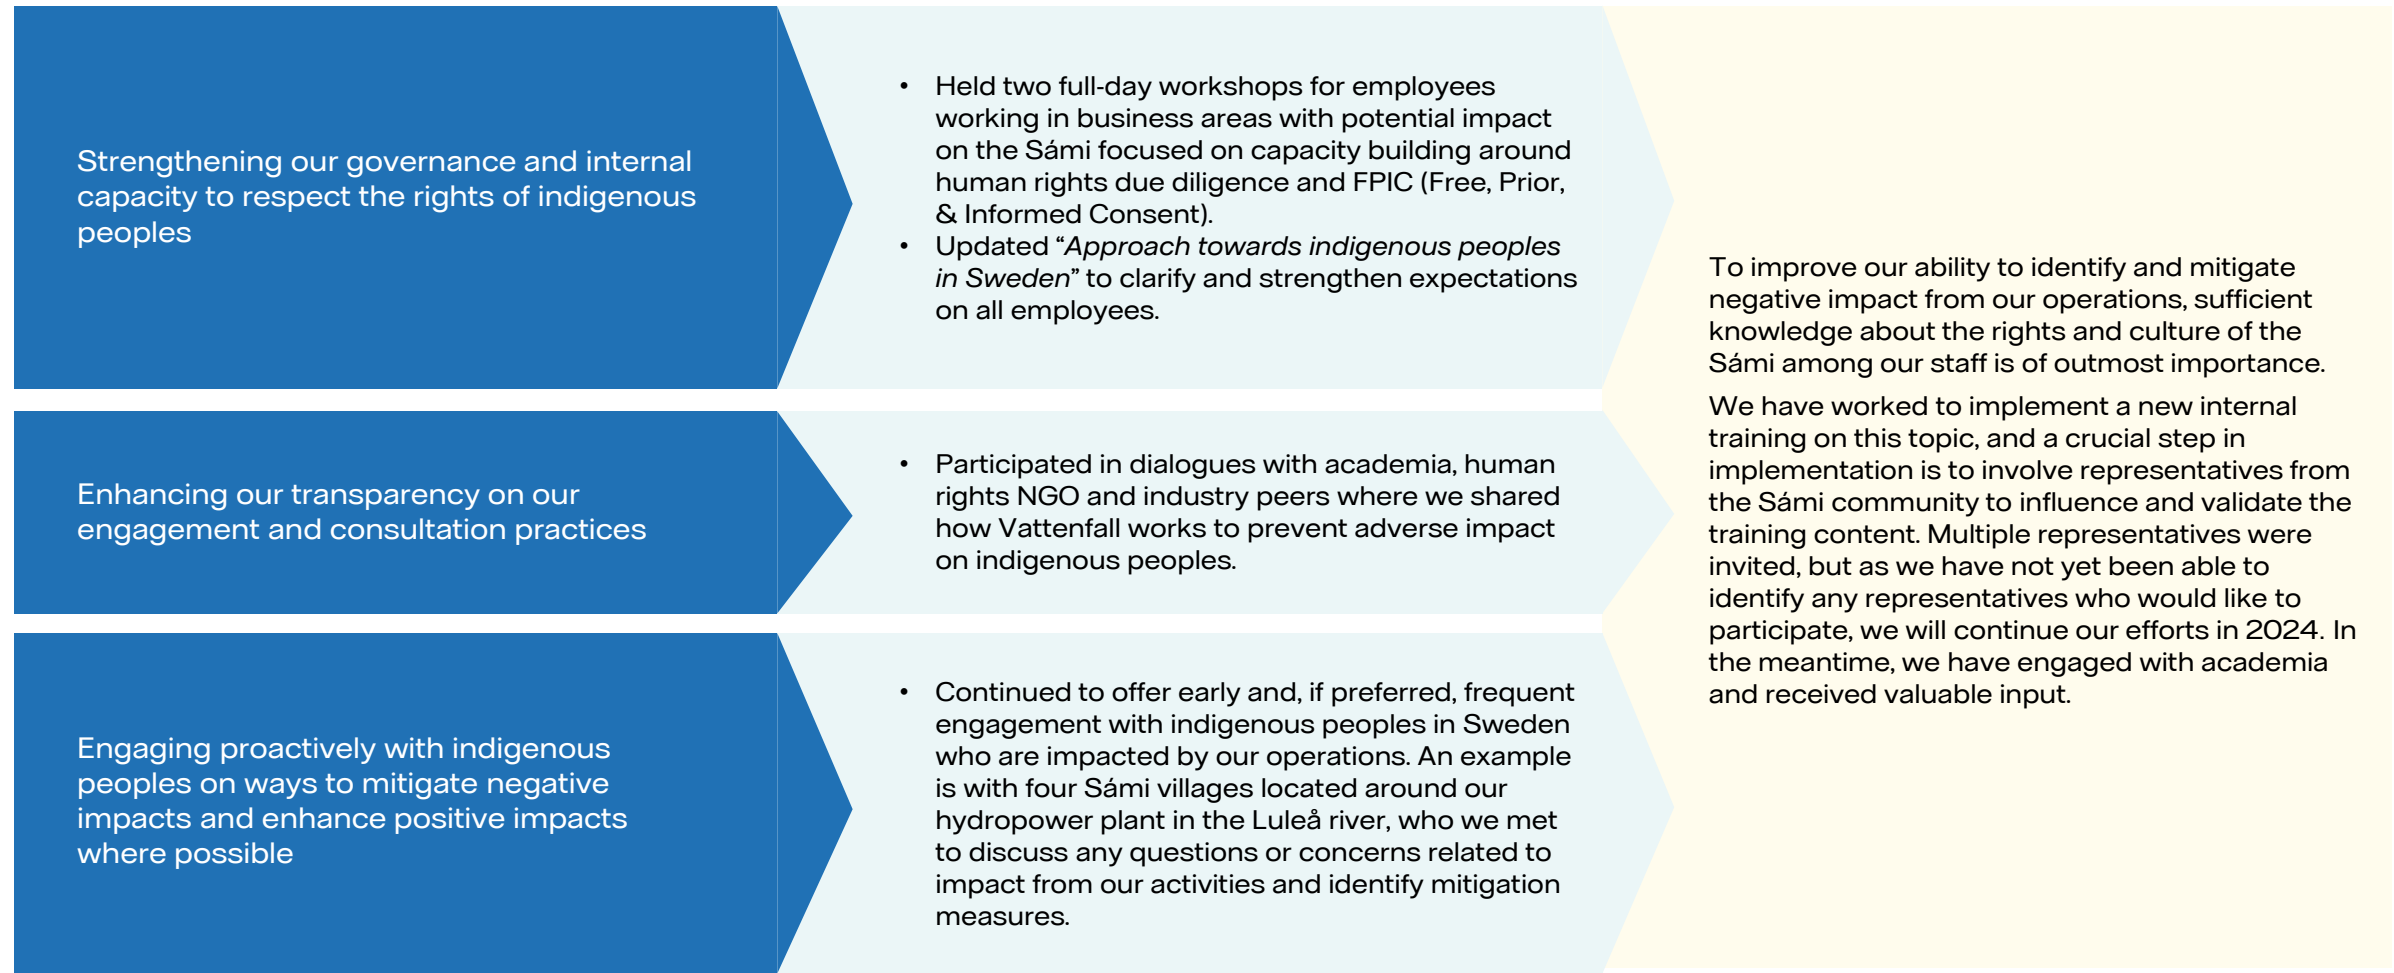 Strengthening our governance and internal
capacity to respect the rights of indigenous
peoples
• Held two full-day workshops for employees
working in business areas with potential impact
on the Sámi focused on capacity building around
human rights due diligence and FPIC (Free, Prior,
& Informed Consent).
• Updated “Approach towards indigenous peoples
in Sweden” to clarify and strengthen expectations
on all employees.
Enhancing our transparency on our
engagement and consultation practices
• Participated in dialogues with academia, human
rights NGO and industry peers where we shared
how Vattenfall works to prevent adverse impact
on indigenous peoples.
Engaging proactively with indigenous
peoples on ways to mitigate negative
impacts and enhance positive impacts
where possible
• Continued to offer early and, if preferred, frequent
engagement with indigenous peoples in Sweden
who are impacted by our operations. An example
is with four Sámi villages located around our
hydropower plant in the Luleå river, who we met
to discuss any questions or concerns related to
impact from our activities and identify mitigation
measures.
To improve our ability to identify and mitigate
negative impact from our operations, sufficient
knowledge about the rights and culture of the
Sámi among our staff is of outmost importance.
We have worked to implement a new internal
training on this topic, and a crucial step in
implementation is to involve representatives from
the Sámi community to influence and validate the
training content. Multiple representatives were
invited, but as we have not yet been able to
identify any representatives who would like to
participate, we will continue our efforts in 2024. In
the meantime, we have engaged with academia
and received valuable input.